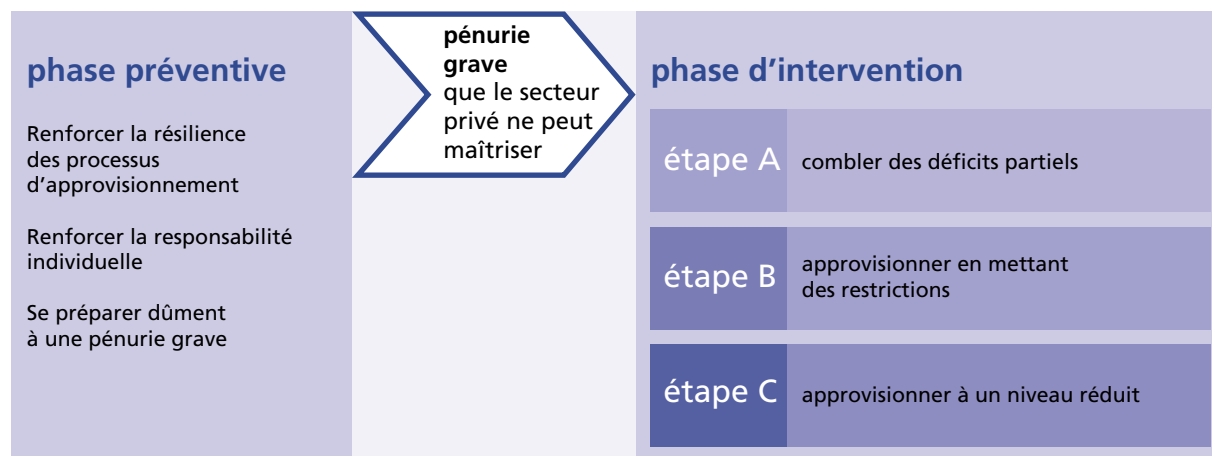 phase préventive
Renforcer la résilience
des processus
d’approvisionnement
Renforcer la responsabilité
individuelle
Se préparer dûment
à une pénurie grave
pénurie
grave
que le secteur
privé ne peut
maîtriser
phase d’intervention
étape A
combler des déficits partiels
étape B
approvisionner en mettant
des restrictions
étape C
approvisionner à un niveau réduit